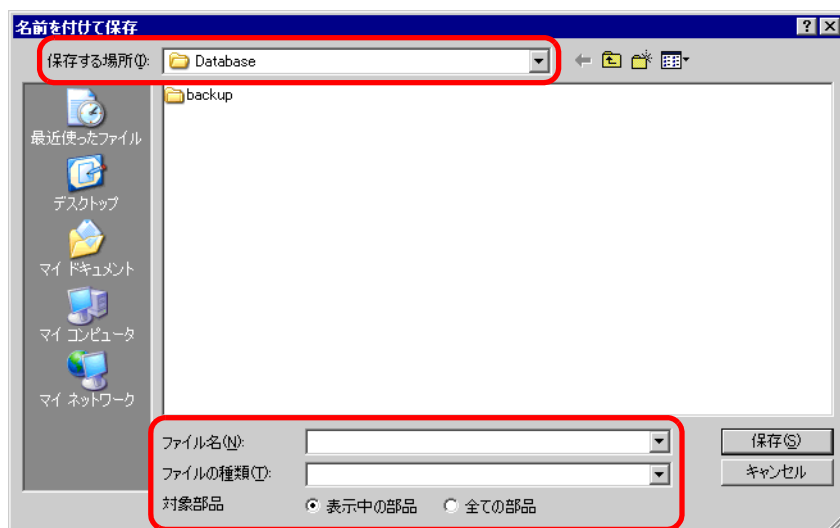 名前を付けて保存
保存する場所(I): Database
backup
最近使ったファイル
デスクトップ
マイ ドキュメント
マイ コンピュータ
マイ ネットワーク
ファイル名(N): 保存(S)
ファイルの種類(T): キャンセル
対象部品 表示中の部品 全ての部品